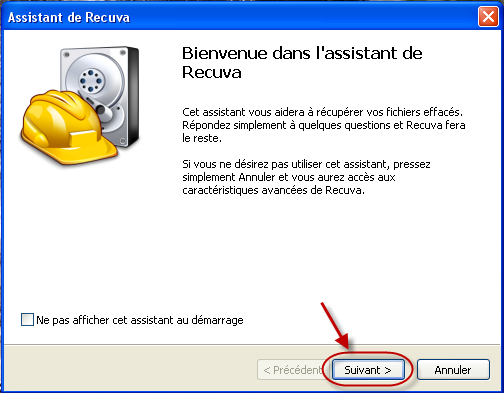 Assistant de Recuva
Bienvenue dans l'assistant de
Recuva
Cet assistant vous aidera à récupérer vos fichiers effacés.
Répondez simplement à quelques questions et Recuva fera
le reste.
Si vous ne désirez pas utiliser cet assistant, pressez
simplement Annuler et vous aurez accès aux
caractéristiques avancées de Recuva.
Ne pas afficher cet assistant au démarrage
< Précédent Suivant > Annuler